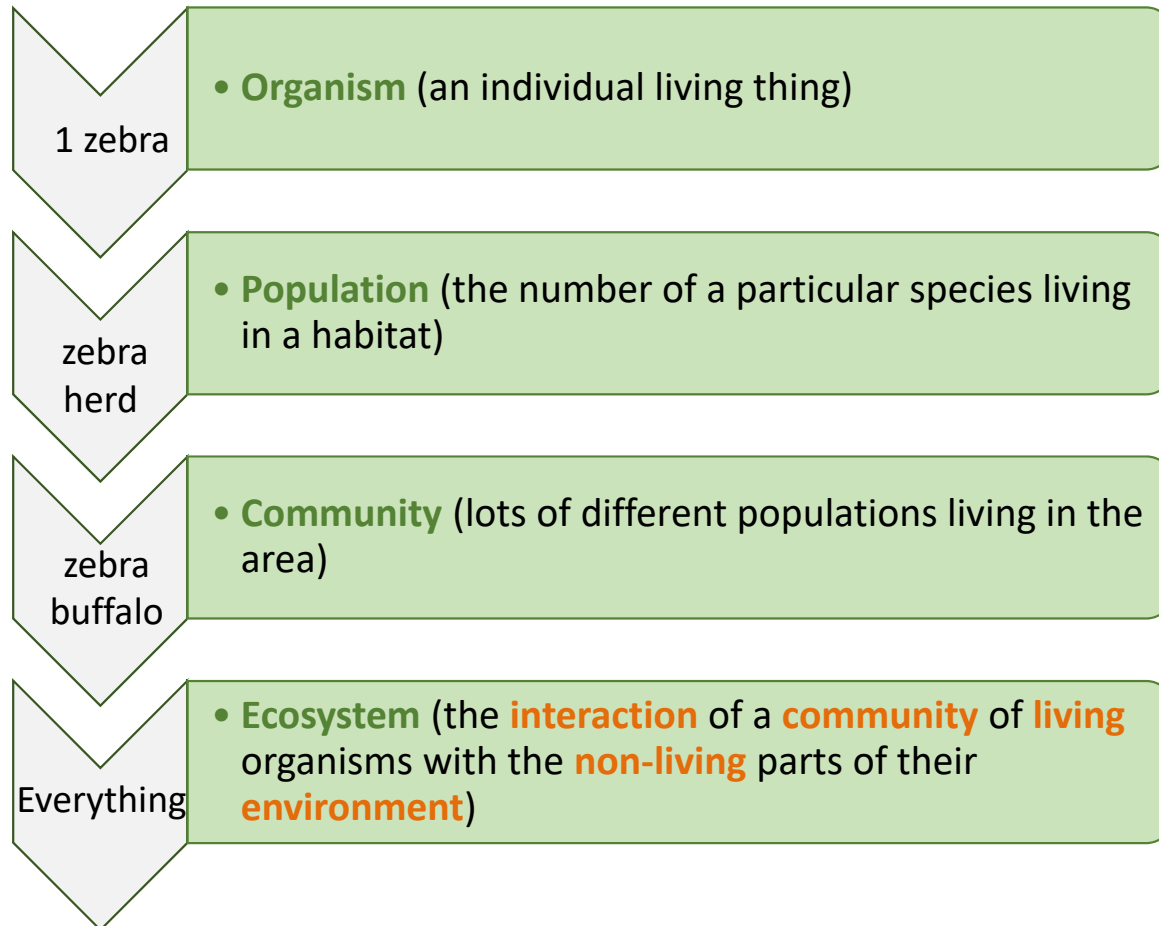 1 zebra
• Organism (an individual living thing)
zebra
herd
• Population (the number of a particular species living
in a habitat)
zebra
buffalo
• Community (lots of different populations living in the
area)
Everything
• Ecosystem (the interaction of a community of living
organisms with the non-living parts of their
environment)